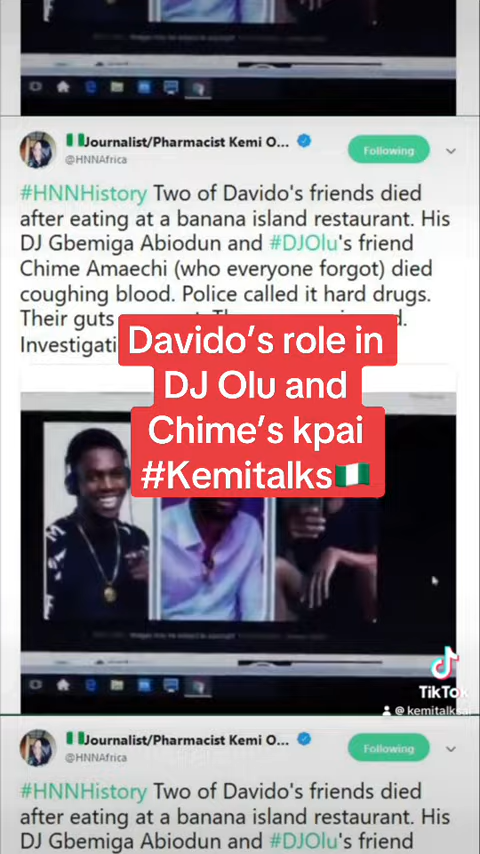 Journalist/Pharmacist Kemi O...
Following
@HNNAfrica
#HNNHistory Two of Davido's friends died
after eating at a banana island restaurant. His
DJ Gbemiga Abiodun and #DJOlu's friend
Chime Amaechi (who everyone forgot) died
coughing blood. Police called it hard drugs.
Their guts
Investigati
Davido's role in
DJ Olu and
Chime's kpai
#Kemitalks🇳🇬
TikTok
Journalist/Pharmacist Kemi O...
Following
@HNNAfrica
#HNNHistory Two of Davido's friends died
after eating at a banana island restaurant. His
DJ Gbemiga Abiodun and #DJOlu's friend